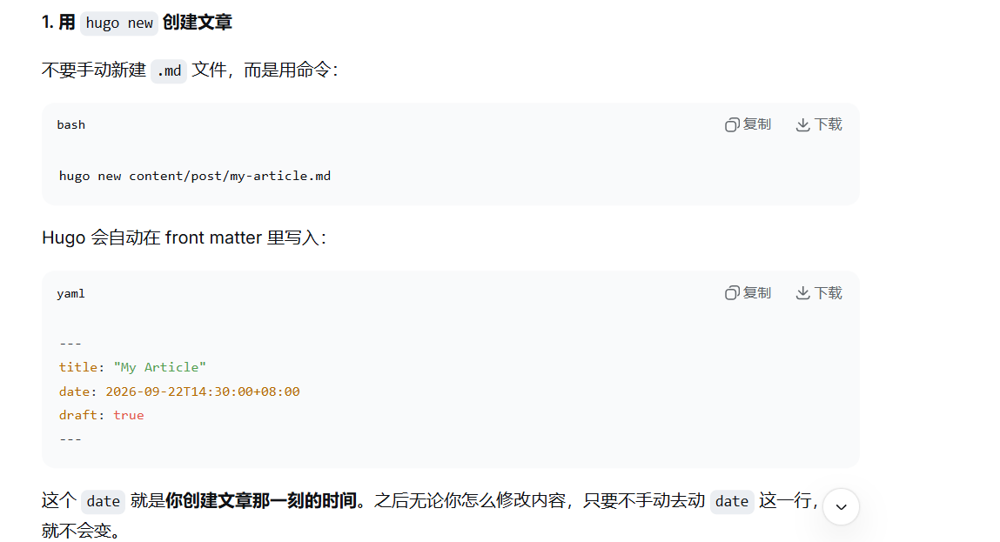 1. 用 hugo new 创建文章
不要手动新建 .md 文件，而是用命令：
bash
复制
下载
hugo new content/post/my-article.md
Hugo 会自动在 front matter 里写入：
yaml
复制
下载
---
title: "My Article"
date: 2026-09-22T14:30:00+08:00
draft: true
---
这个 date 就是你创建文章那一刻的时间。之后无论你怎么修改内容，只要不手动去动 date 这一行，
就不会变。